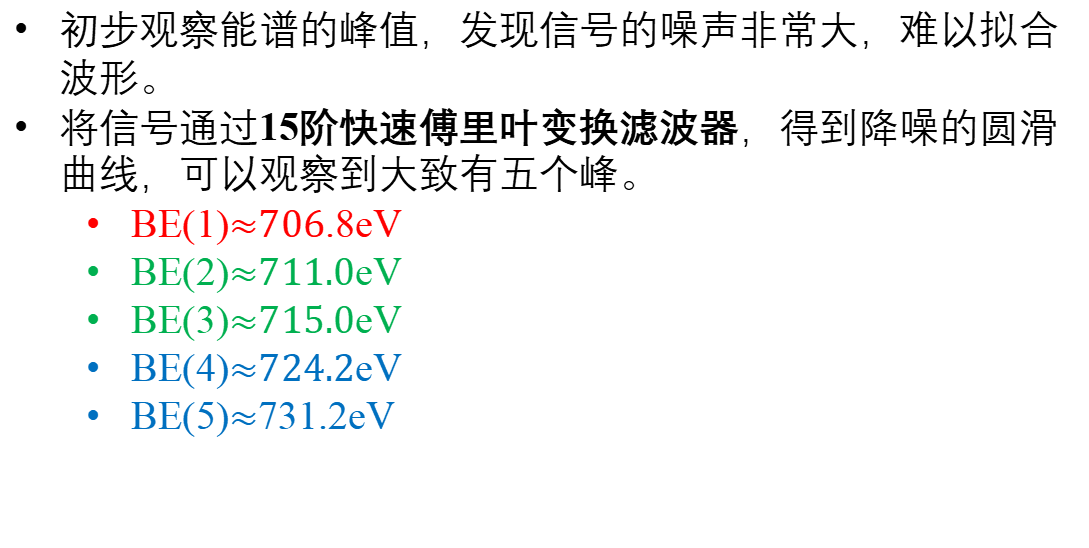 • 初步观察能谱的峰值，发现信号的噪声非常大，难以拟合
波形。
• 将信号通过15阶快速傅里叶变换滤波器，得到降噪的圆滑
曲线，可以观察到大致有五个峰。
• BE(1)≈706.8eV
• BE(2)≈711.0eV
• BE(3)≈715.0eV
• BE(4)≈724.2eV
• BE(5)≈731.2eV